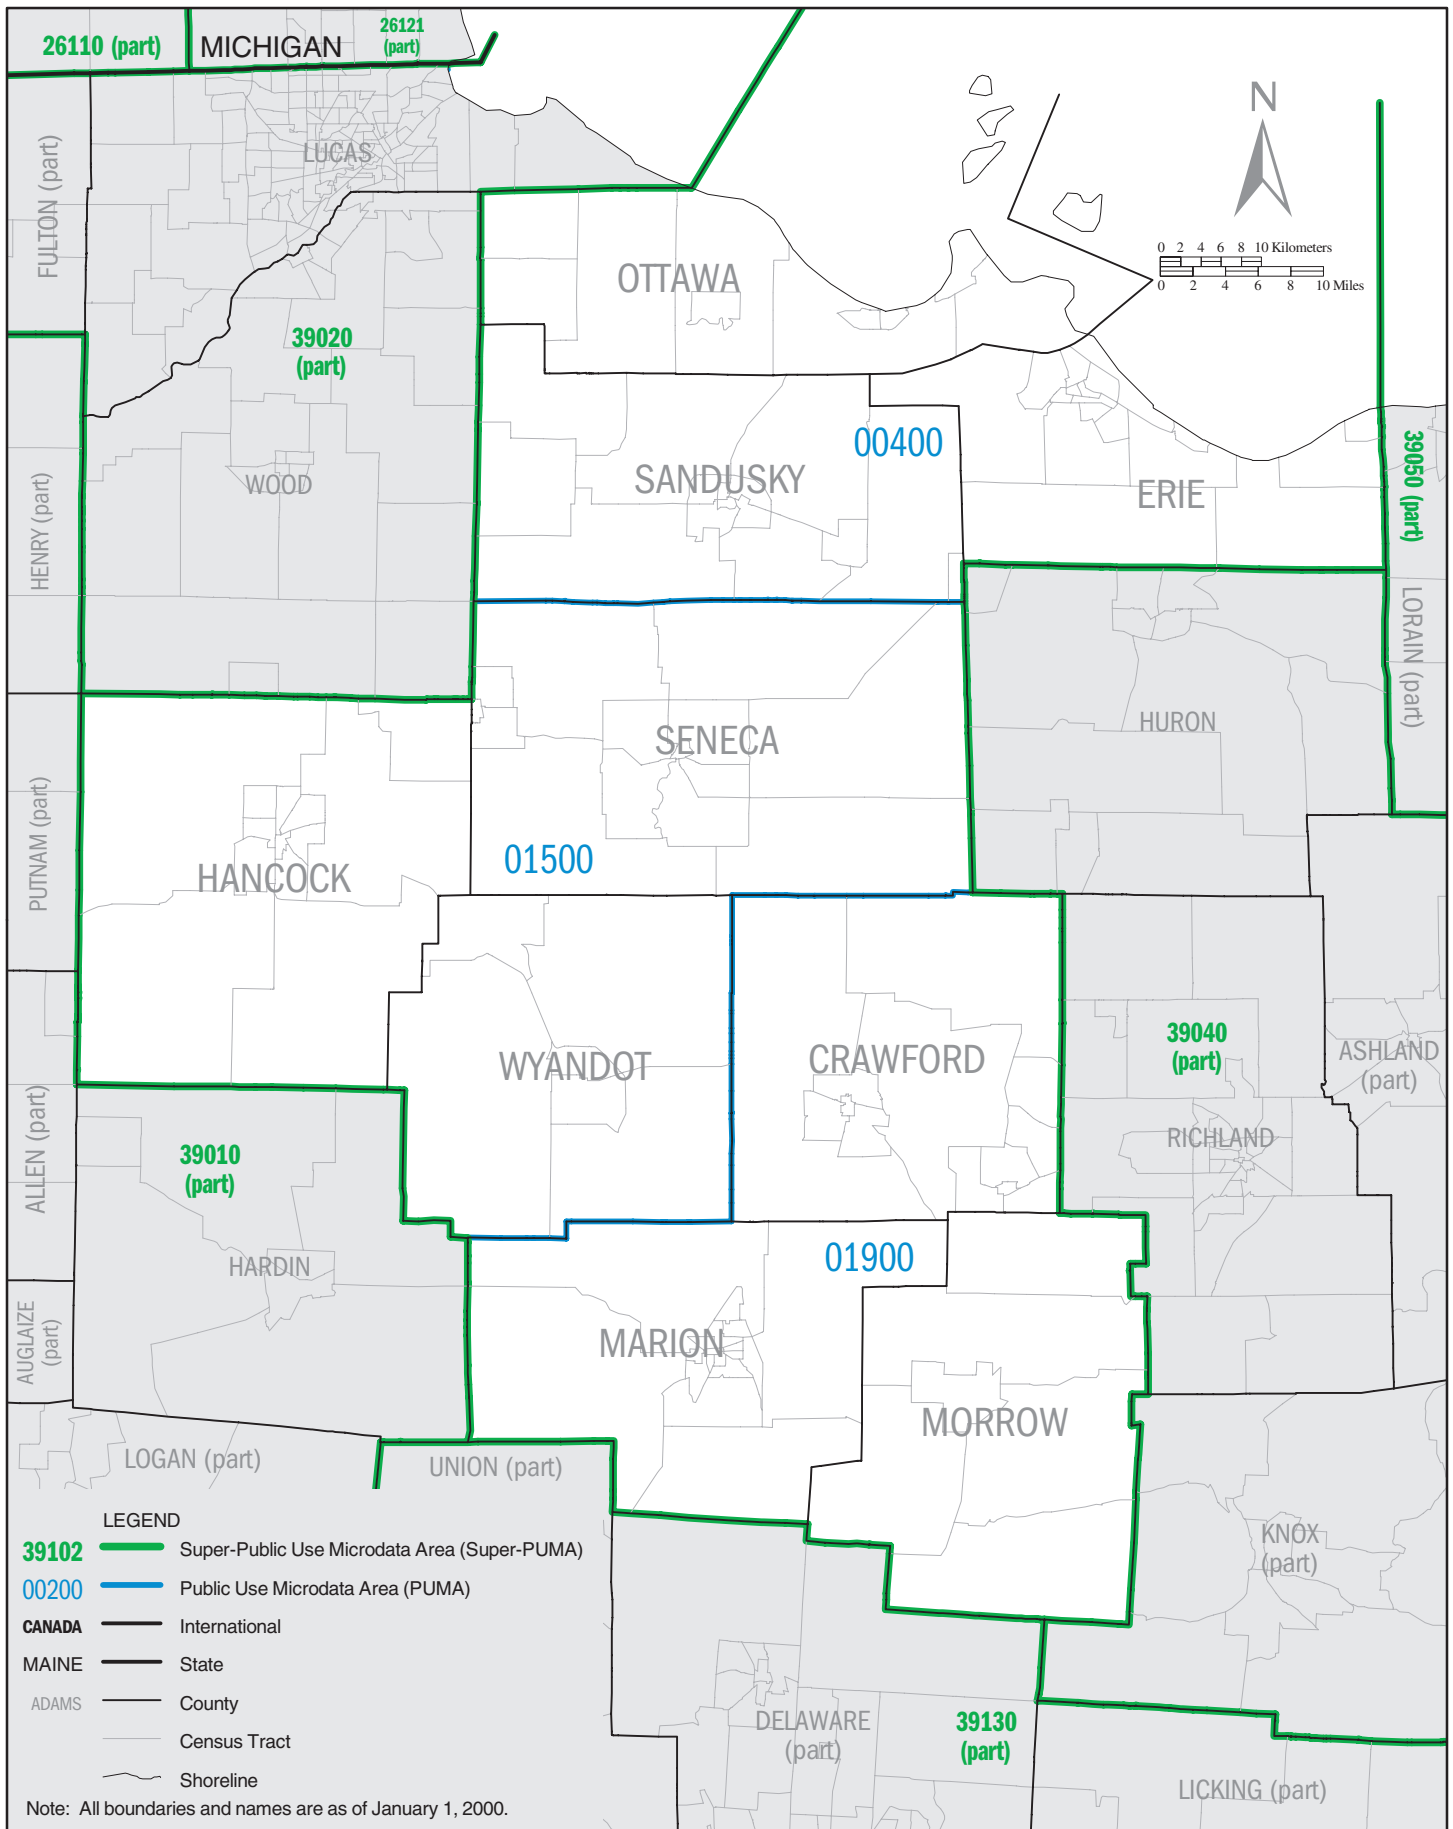 26110 (part)
MICHIGAN
26121
(part)
N
LUCAS
FULTON (part)
0 2 4 6 8 10 Kilometers
0 2 4 6 8 10 Miles
OTTAWA
39020
(part)
00400
39050 (part)
SANDUSKY
WOOD
ERIE
HENRY (part)
LORAIN (part)
HURON
SENECA
PUTNAM (part)
01500
HANCOCK
39040
(part)
ASHLAND
(part)
WYANDOT
CRAWFORD
ALLEN (part)
RICHLAND
39010
(part)
HARDIN
01900
AUGLAIZE
(part)
MARION
MORROW
LOGAN (part)
UNION (part)
KNOX
(part)
DELAWARE
(part)
39130
(part)
LICKING (part)
LEGEND
39102 Super-Public Use Microdata Area (Super-PUMA)
00200 Public Use Microdata Area (PUMA)
CANADA International
MAINE State
ADAMS County
Census Tract
Shoreline
Note: All boundaries and names are as of January 1, 2000.